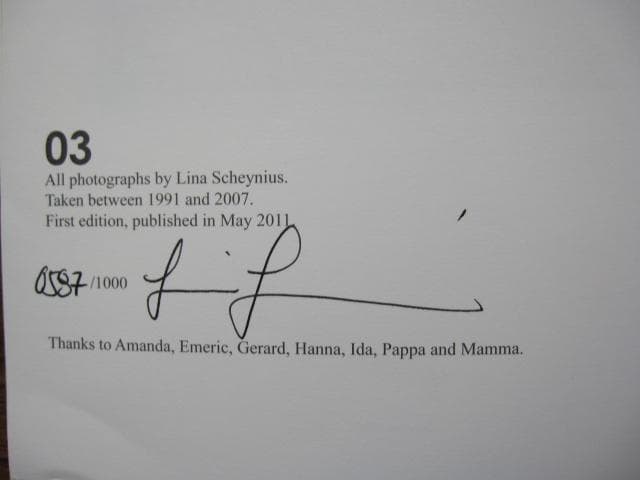 03
All photographs by Lina Scheynius.
Taken between 1991 and 2007.
First edition, published in May 2011.
0587/1000
Thanks to Amanda, Emeric, Gerard, Hanna, Ida, Pappa and Mamma.